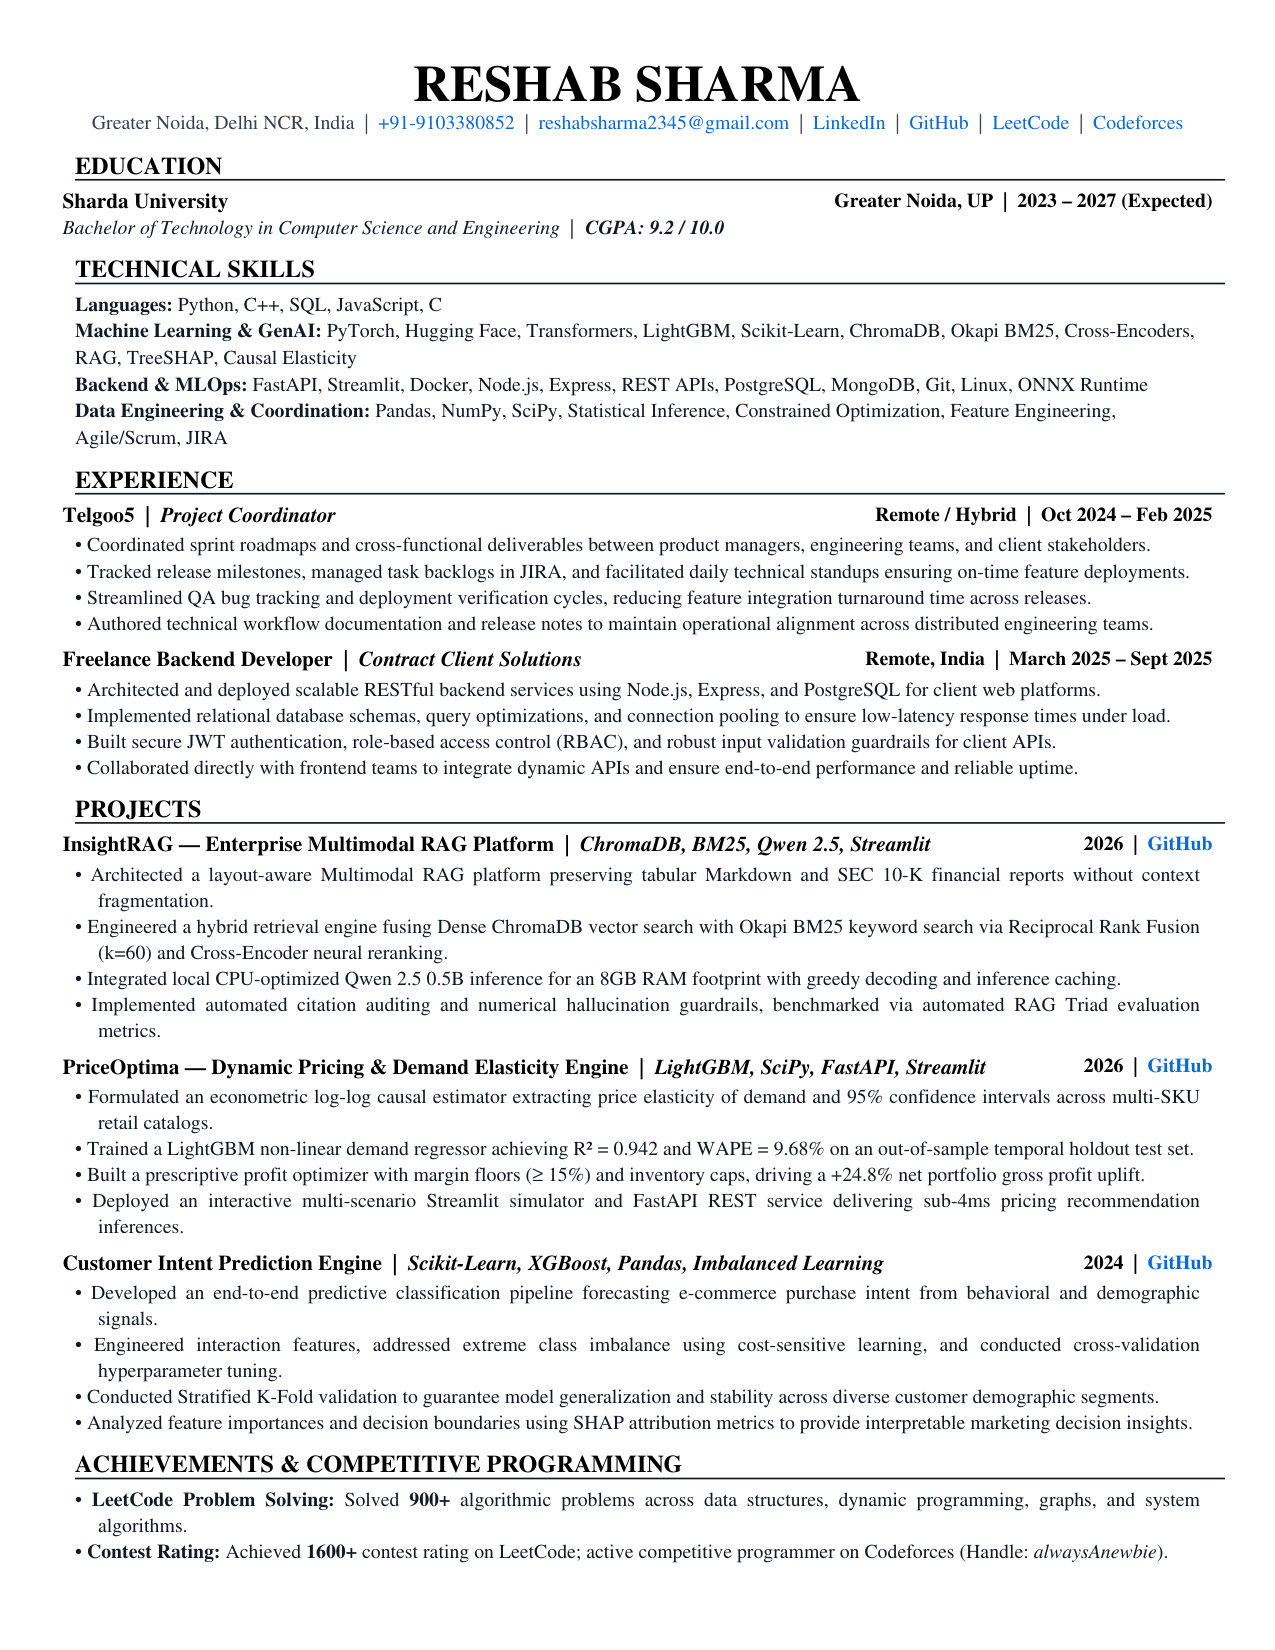 RESHAB SHARMA
Greater Noida, Delhi NCR, India | +91-9103380852 | reshabsharma2345@gmail.com | LinkedIn | GitHub | LeetCode | Codeforces
EDUCATION
Sharda University Greater Noida, UP | 2023 – 2027 (Expected)
Bachelor of Technology in Computer Science and Engineering | CGPA: 9.2 / 10.0
TECHNICAL SKILLS
Languages: Python, C++, SQL, JavaScript, C
Machine Learning & GenAI: PyTorch, Hugging Face, Transformers, LightGBM, Scikit-Learn, ChromaDB, Okapi BM25, Cross-Encoders,
RAG, TreeSHAP, Causal Elasticity
Backend & MLOps: FastAPI, Streamlit, Docker, Node.js, Express, REST APIs, PostgreSQL, MongoDB, Git, Linux, ONNX Runtime
Data Engineering & Coordination: Pandas, NumPy, SciPy, Statistical Inference, Constrained Optimization, Feature Engineering,
Agile/Scrum, JIRA
EXPERIENCE
Telgoo5 | Project Coordinator Remote / Hybrid | Oct 2024 – Feb 2025
• Coordinated sprint roadmaps and cross-functional deliverables between product managers, engineering teams, and client stakeholders.
• Tracked release milestones, managed task backlogs in JIRA, and facilitated daily technical standups ensuring on-time feature deployments.
• Streamlined QA bug tracking and deployment verification cycles, reducing feature integration turnaround time across releases.
• Authored technical workflow documentation and release notes to maintain operational alignment across distributed engineering teams.
Freelance Backend Developer | Contract Client Solutions Remote, India | March 2025 – Sept 2025
• Architected and deployed scalable RESTful backend services using Node.js, Express, and PostgreSQL for client web platforms.
• Implemented relational database schemas, query optimizations, and connection pooling to ensure low-latency response times under load.
• Built secure JWT authentication, role-based access control (RBAC), and robust input validation guardrails for client APIs.
• Collaborated directly with frontend teams to integrate dynamic APIs and ensure end-to-end performance and reliable uptime.
PROJECTS
InsightRAG — Enterprise Multimodal RAG Platform | ChromaDB, BM25, Qwen 2.5, Streamlit 2026 | GitHub
• Architected a layout-aware Multimodal RAG platform preserving tabular Markdown and SEC 10-K financial reports without context
fragmentation.
• Engineered a hybrid retrieval engine fusing Dense ChromaDB vector search with Okapi BM25 keyword search via Reciprocal Rank Fusion
(k=60) and Cross-Encoder neural reranking.
• Integrated local CPU-optimized Qwen 2.5 0.5B inference for an 8GB RAM footprint with greedy decoding and inference caching.
• Implemented automated citation auditing and numerical hallucination guardrails, benchmarked via automated RAG Triad evaluation
metrics.
PriceOptima — Dynamic Pricing & Demand Elasticity Engine | LightGBM, SciPy, FastAPI, Streamlit 2026 | GitHub
• Formulated an econometric log-log causal estimator extracting price elasticity of demand and 95% confidence intervals across multi-SKU
retail catalogs.
• Trained a LightGBM non-linear demand regressor achieving R² = 0.942 and WAPE = 9.68% on an out-of-sample temporal holdout test set.
• Built a prescriptive profit optimizer with margin floors (≥ 15%) and inventory caps, driving a +24.8% net portfolio gross profit uplift.
• Deployed an interactive multi-scenario Streamlit simulator and FastAPI REST service delivering sub-4ms pricing recommendation
inferences.
Customer Intent Prediction Engine | Scikit-Learn, XGBoost, Pandas, Imbalanced Learning 2024 | GitHub
• Developed an end-to-end predictive classification pipeline forecasting e-commerce purchase intent from behavioral and demographic
signals.
• Engineered interaction features, addressed extreme class imbalance using cost-sensitive learning, and conducted cross-validation
hyperparameter tuning.
• Conducted Stratified K-Fold validation to guarantee model generalization and stability across diverse customer demographic segments.
• Analyzed feature importances and decision boundaries using SHAP attribution metrics to provide interpretable marketing decision insights.
ACHIEVEMENTS & COMPETITIVE PROGRAMMING
• LeetCode Problem Solving: Solved 900+ algorithmic problems across data structures, dynamic programming, graphs, and system
algorithms.
• Contest Rating: Achieved 1600+ contest rating on LeetCode; active competitive programmer on Codeforces (Handle: alwaysAnewbie).